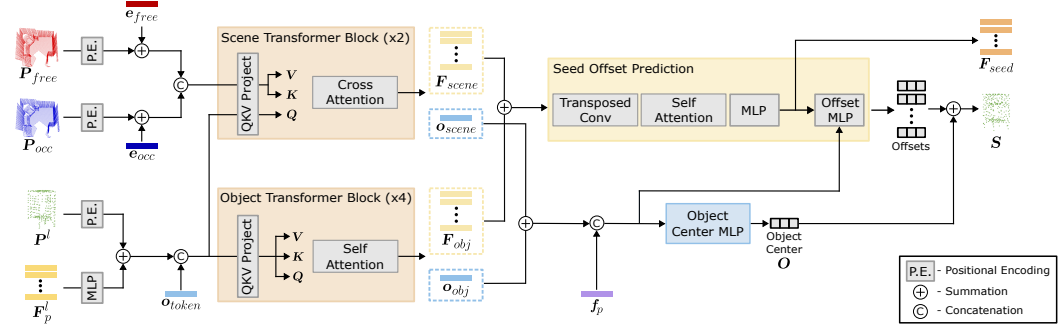 e_free
P_free
P.E.
P_occ
P.E.
e_occ
Scene Transformer Block (x2)
QKV Project
V
K
Q
Cross
Attention
F_scene
o_scene
P^l
P.E.
F_p^l
MLP
o_token
Object Transformer Block (x4)
QKV Project
V
K
Q
Self
Attention
F_obj
o_obj
Seed Offset Prediction
Transposed
Conv
Self
Attention
MLP
Offset
MLP
F_seed
Offsets
S
f_p
Object
Center MLP
Object
Center
O
P.E. - Positional Encoding
+ - Summation
C - Concatenation